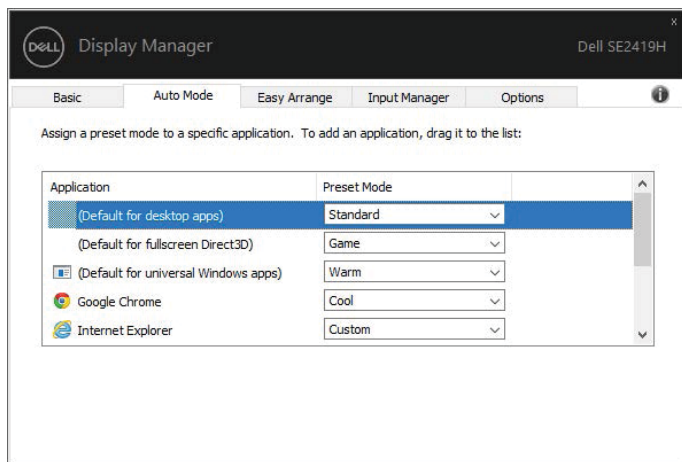 x
DELL Display Manager Dell SE2419H
Basic Auto Mode Easy Arrange Input Manager Options
Assign a preset mode to a specific application. To add an application, drag it to the list:
Application Preset Mode
(Default for desktop apps) Standard
(Default for fullscreen Direct3D) Game
(Default for universal Windows apps) Warm
Google Chrome Cool
Internet Explorer Custom